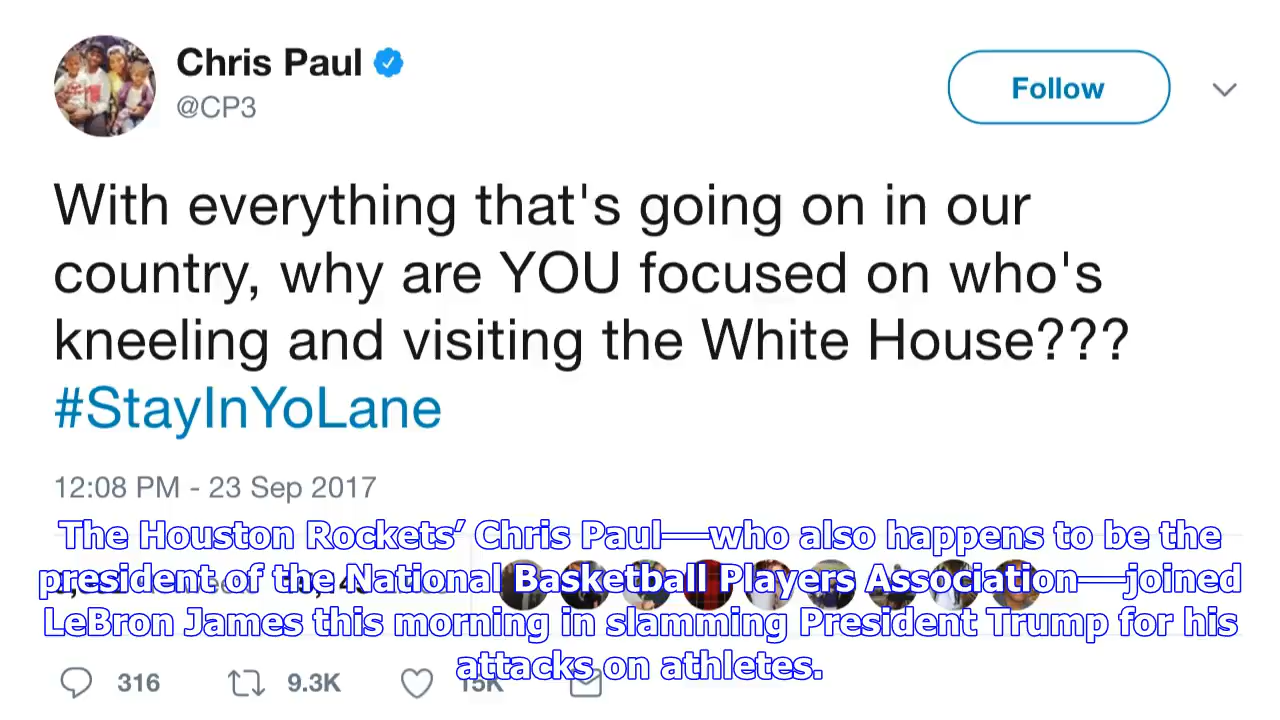 Chris Paul
@CP3
Follow
With everything that's going on in our
country, why are YOU focused on who's
kneeling and visiting the White House???
#StayInYoLane
12:08 PM - 23 Sep 2017
The Houston Rockets’ Chris Paul——who also happens to be the
president of the National Basketball Players Association——joined
LeBron James this morning in slamming President Trump for his
attacks on athletes.
316 9.3K 15K